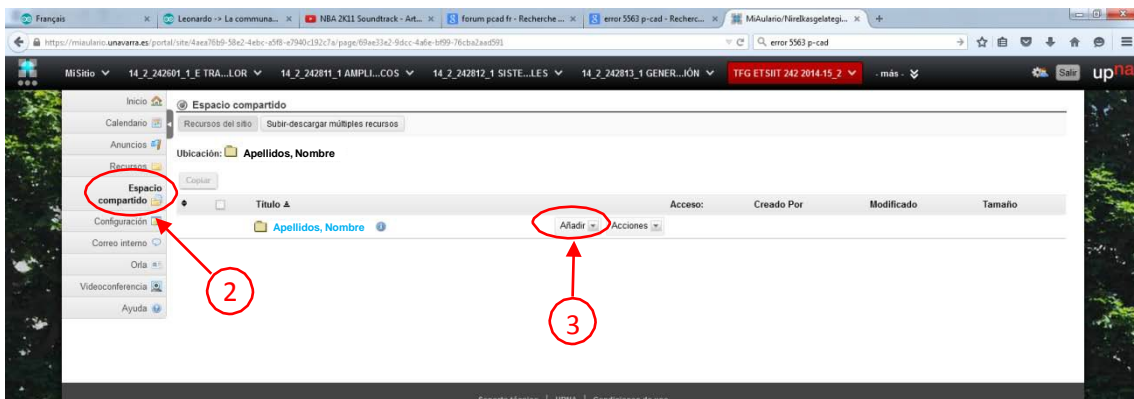 Français
Leonardo -> La communa...
NBA 2K11 Soundtrack - Art...
forum pcad fr - Recherche ...
error 5563 p-cad - Recherc...
MiAulario/NireIkasgelategi...
https://miaulario.unavarra.es/portal/site/4aea76b9-58e2-4ebc-a5f8-e7940c192c7a/page/69ae33e2-9dcc-4a6e-bf99-76cba2aad591
error 5563 p-cad
MiSitio
14_2_242601_1_E TRA...LOR
14_2_242811_1 AMPLI...COS
14_2_242812_1 SISTE...LES
14_2_242813_1 GENER...IÓN
TFG ETSIIT 242 2014-15_2
- más -
Salir
upna
Inicio
Calendario
Anuncios
Recursos
Espacio
compartido
Configuración
Correo interno
Orla
Videoconferencia
Ayuda
Espacio compartido
Recursos del sitio
Subir-descargar múltiples recursos
Ubicación: Apellidos, Nombre
Copiar
Título
Acceso:
Creado Por
Modificado
Tamaño
Apellidos, Nombre
Añadir
Acciones
2
3